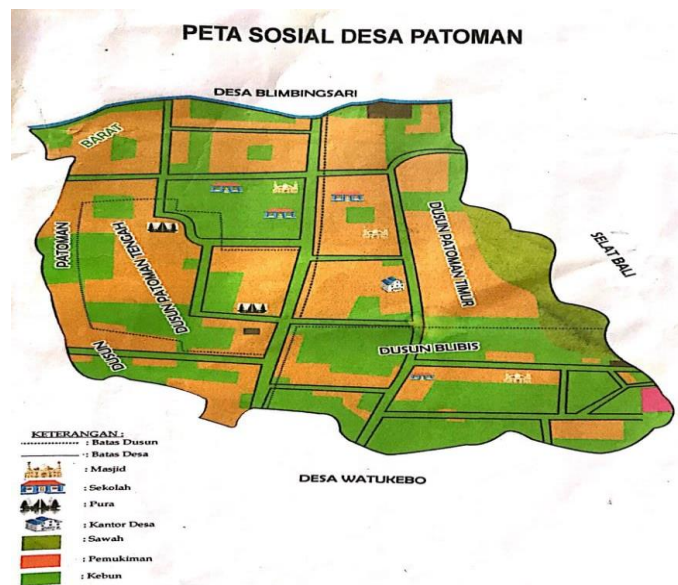 PETA SOSIAL DESA PATOMAN
DESA BLIMBINGSARI
BARAT
PATOMAN
DUSUN
DUSUN PATOMAN TENGAH
DUSUN PATOMAN TIMUR
SELAT BALI
DUSUN BLIBIS
DESA WATUKEBO
KETERANGAN :
: Batas Dusun
: Batas Desa
: Masjid
: Sekolah
: Pura
: Kantor Desa
: Sawah
: Pemukiman
: Kebun